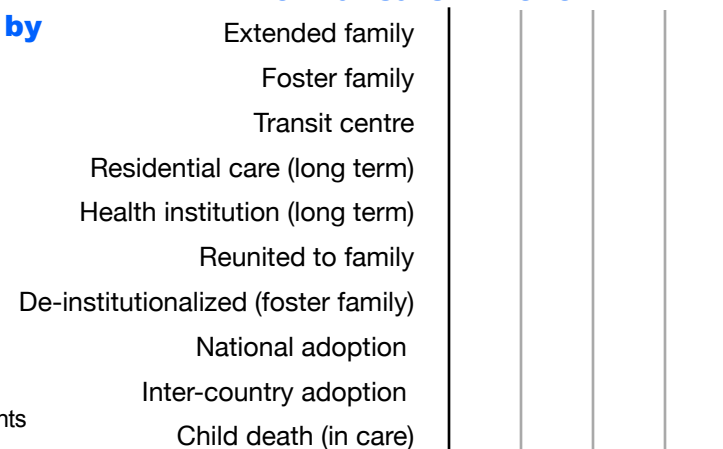 by
Extended family
Foster family
Transit centre
Residential care (long term)
Health institution (long term)
Reunited to family
De-institutionalized (foster family)
National adoption
Inter-country adoption
Child death (in care)